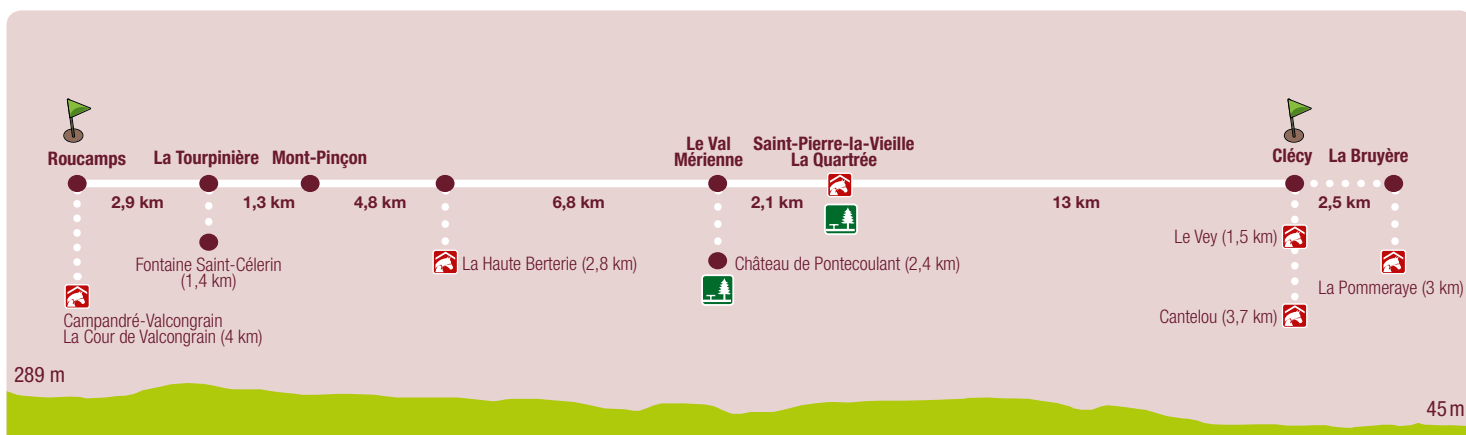 Roucamps
La Tourpinière
Mont-Pinçon
Le Val
Mérienne
Saint-Pierre-la-Vieille
La Quartrée
Clécy
La Bruyère
2,9 km
1,3 km
4,8 km
6,8 km
2,1 km
13 km
2,5 km
Fontaine Saint-Célerin
(1,4 km)
La Haute Berterie (2,8 km)
Château de Pontecoulant (2,4 km)
Le Vey (1,5 km)
La Pommeraye (3 km)
Cantelou (3,7 km)
Campandré-Valcongrain
La Cour de Valcongrain (4 km)
289 m
45 m